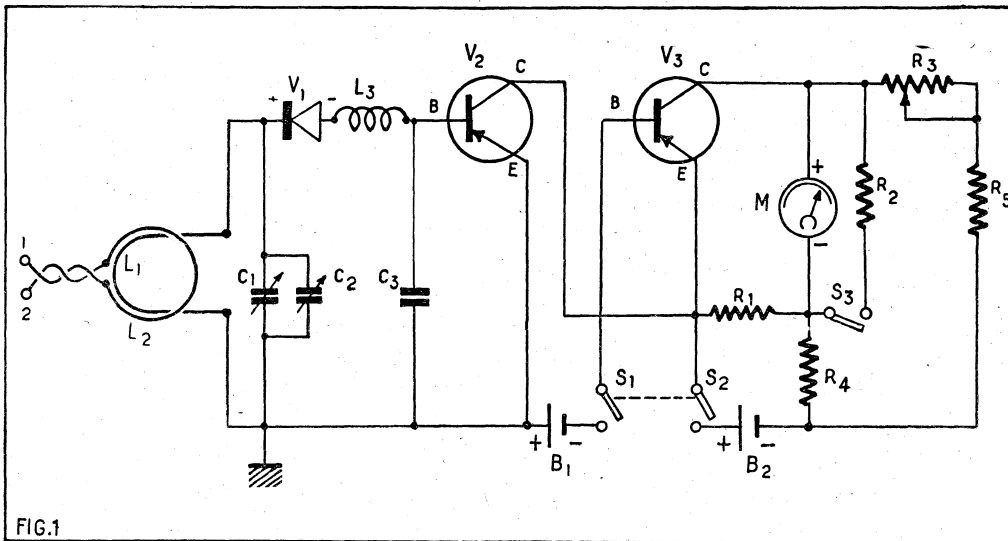 V2
C
V3
C
R3
V1
L3
+
-
B
B
E
E
+
M
-
R2
R5
1
2
L1
L2
C1
C2
C3
R1
S3
R4
S1
S2
+
-
B1
+
-
B2
FIG.1